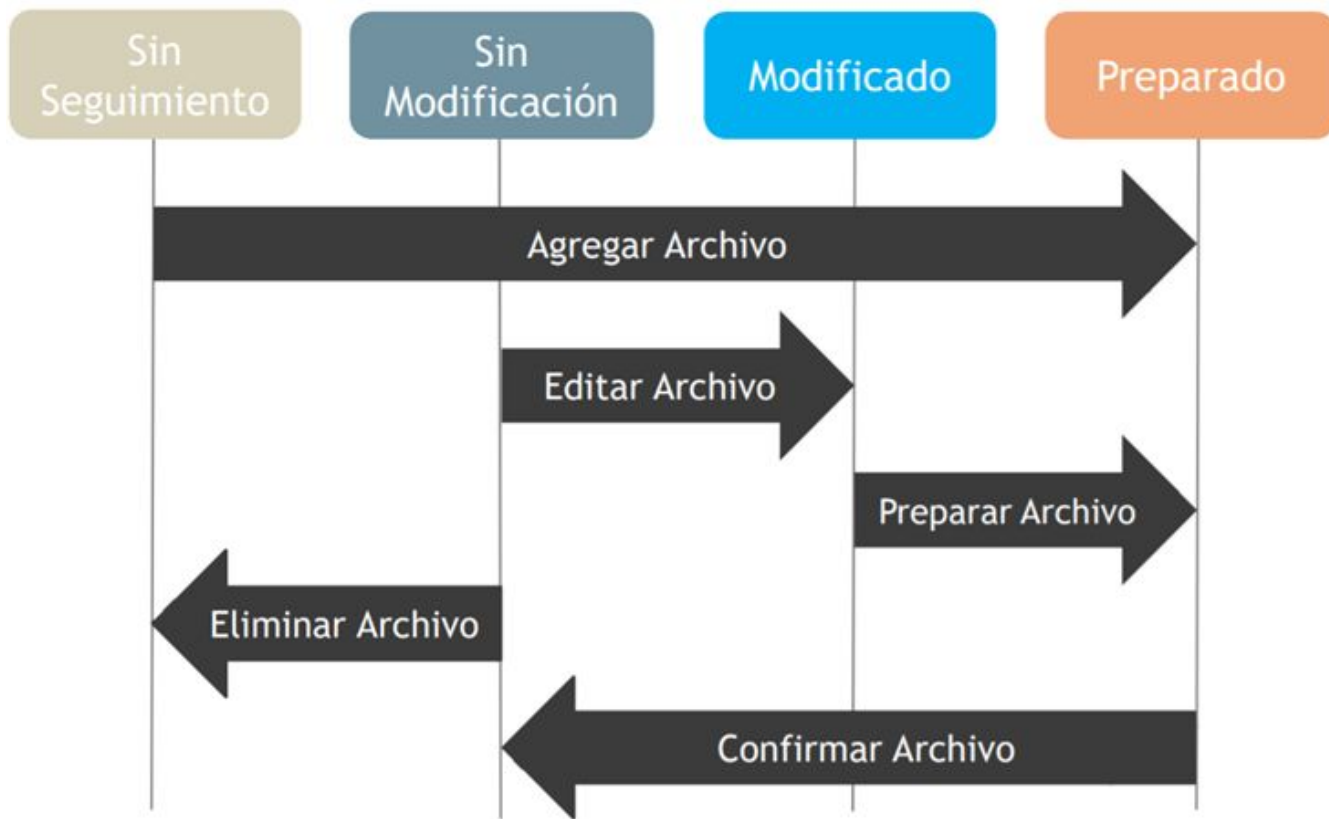 Sin
Seguimiento
Sin
Modificación
Modificado
Preparado
Agregar Archivo
Editar Archivo
Preparar Archivo
Eliminar Archivo
Confirmar Archivo